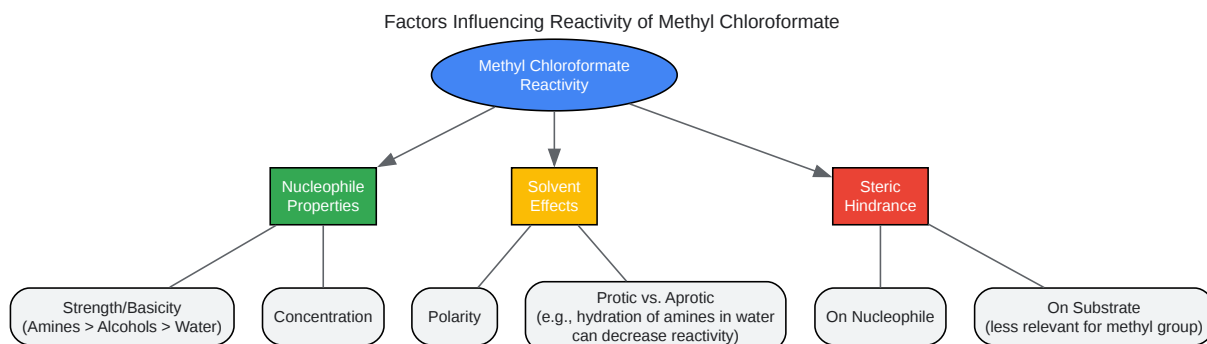 Factors Influencing Reactivity of Methyl Chloroformate
Methyl Chloroformate
Reactivity
Nucleophile
Properties
Solvent
Effects
Steric
Hindrance
Strength/Basicity
(Amines > Alcohols > Water)
Concentration
Polarity
Protic vs. Aprotic
(e.g., hydration of amines in water
can decrease reactivity)
On Nucleophile
On Substrate
(less relevant for methyl group)